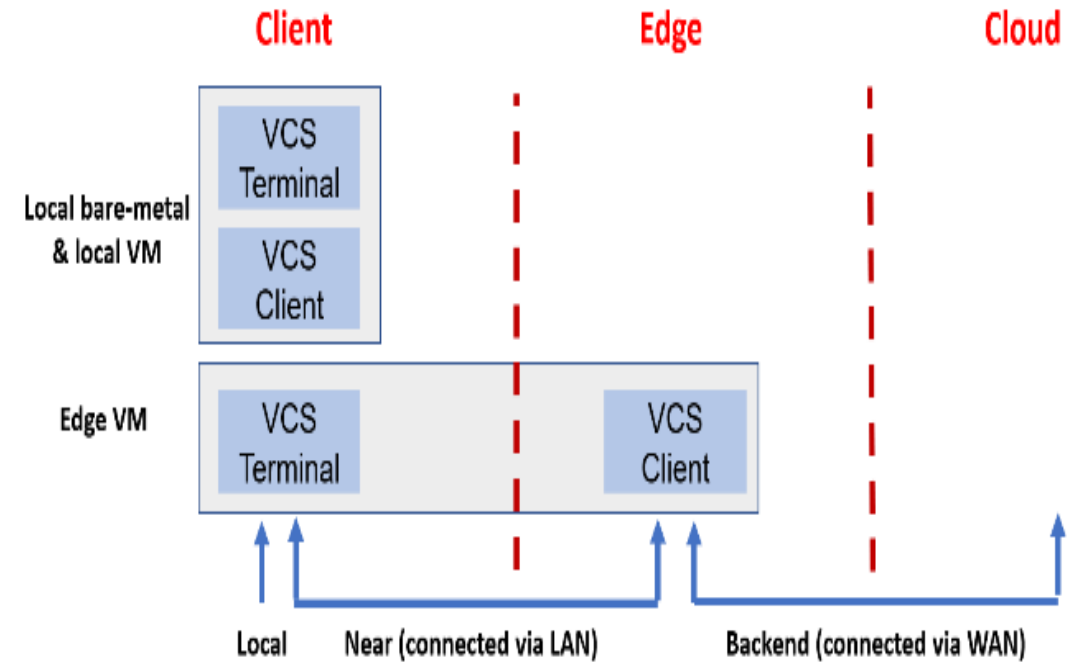 Client Edge Cloud
VCS
Terminal
Local bare-metal
& local VM
VCS
Client
Edge VM
VCS
Terminal
VCS
Client
Local Near (connected via LAN) Backend (connected via WAN)